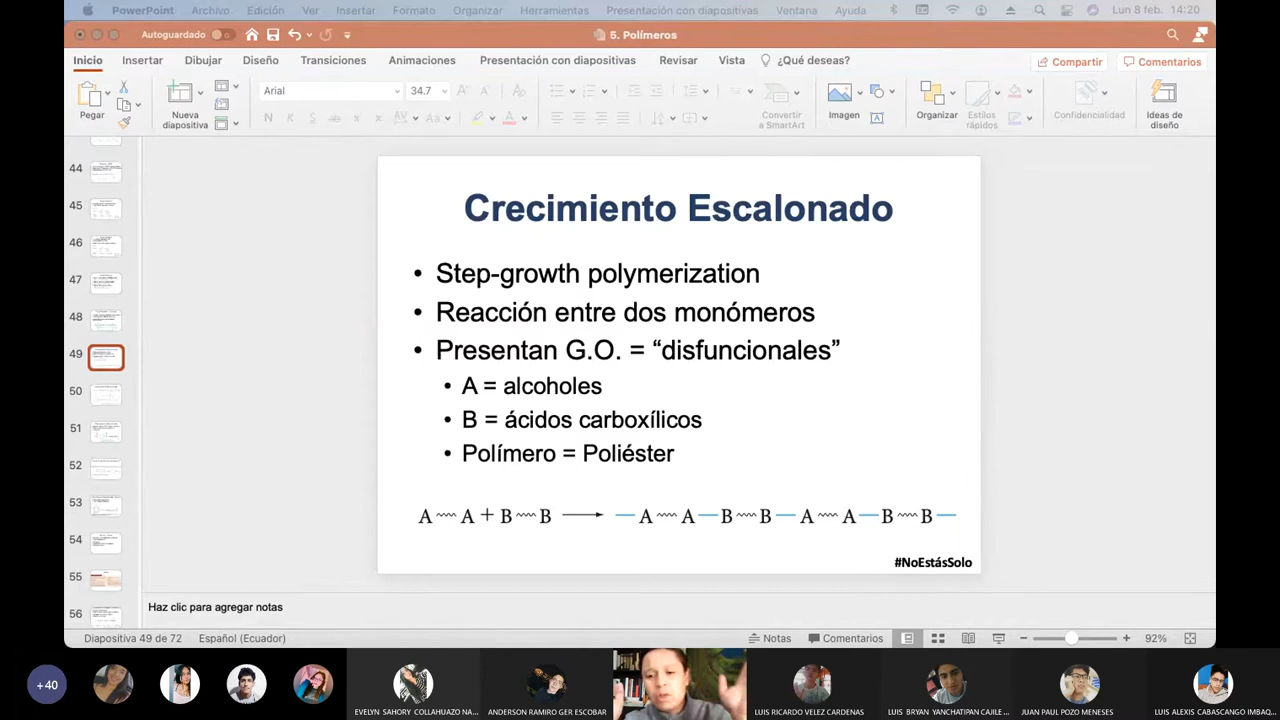 PowerPoint Archivo Edición Ver Insertar Formato Organizar Herramientas Presentación con diapositivas Ventana Ayuda Lun 8 feb. 14:20
Autoguardado 5. Polímeros
Inicio Insertar Dibujar Diseño Transiciones Animaciones Presentación con diapositivas Revisar Vista ¿Qué deseas? Compartir Comentarios
Arial 34.7
Pegar Nueva diapositiva Convertir a SmartArt Imagen Organizar Estilos rápidos Confidencialidad Ideas de diseño
44
45
46
47
48
49
50
51
52
53
54
55
56
Crecimiento Escalonado
• Step-growth polymerization
• Reacción entre dos monómeros
• Presentan G.O. = “disfuncionales”
• A = alcoholes
• B = ácidos carboxílicos
• Polímero = Poliéster
A A + B B A A B B A A B B
#NoEstásSolo
Haz clic para agregar notas
Diapositiva 49 de 72 Español (Ecuador) Notas Comentarios 92%
+40
EVELYN SAHORY COLLAHUAZO NA... ANDERSON RAMIRO GER ESCOBAR LUIS RICARDO VELEZ CARDENAS LUIS BRYAN YANCHATIPAN CAJILE... JUAN PAUL POZO MENESES LUIS ALEXIS CABASCANGO IMBAQ...